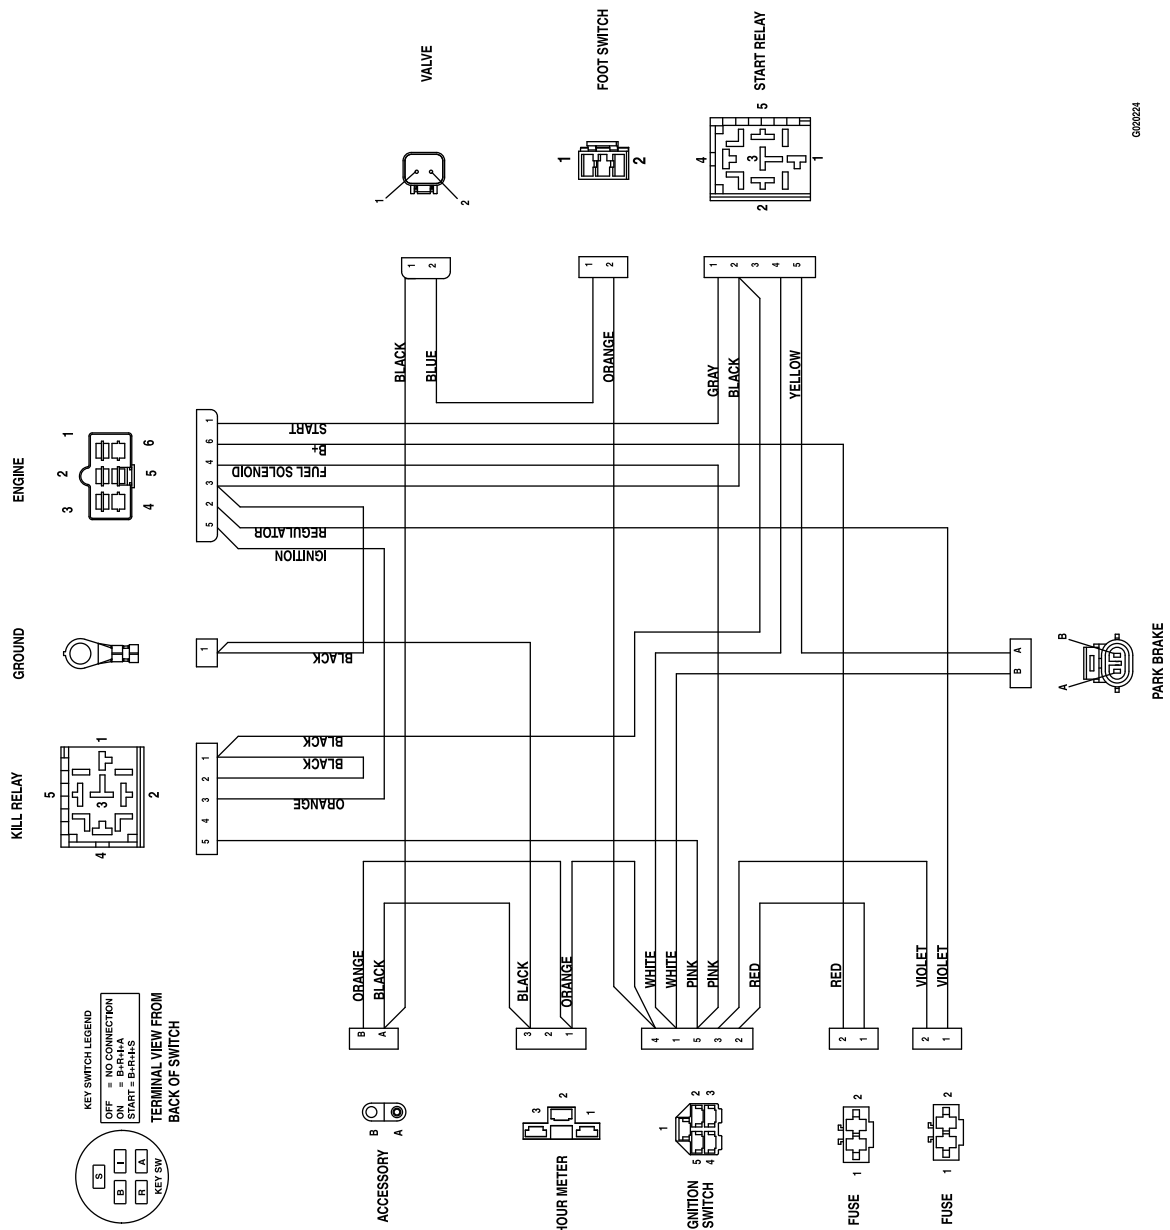 VALVE
FOOT SWITCH
START RELAY
G020224
1
2
1
2
4
5
3
2
1
ENGINE
1
2
3
6
5
4
1
2
1
2
1
2
3
4
5
BLACK
BLUE
ORANGE
GRAY
BLACK
YELLOW
1
6
4
3
2
5
START
B+
FUEL SOLENOID
REGULATOR
IGNITION
GROUND
1
BLACK
KILL RELAY
5
1
3
4
2
1
2
3
4
5
BLACK
BLACK
ORANGE
A
B
B
A
PARK BRAKE
ORANGE
BLACK
BLACK
ORANGE
WHITE
WHITE
PINK
PINK
RED
RED
VIOLET
VIOLET
B
A
3
2
1
4
1
5
3
2
2
1
2
1
KEY SWITCH LEGEND
OFF = NO CONNECTION
ON = B+R+I+A
START = B+R+I+S
TERMINAL VIEW FROM
BACK OF SWITCH
S
B
I
R
A
KEY SW
B
A
ACCESSORY
3
2
1
HOUR METER
1
2
3
5
4
GNITION
SWITCH
1
2
FUSE
1
2
FUSE